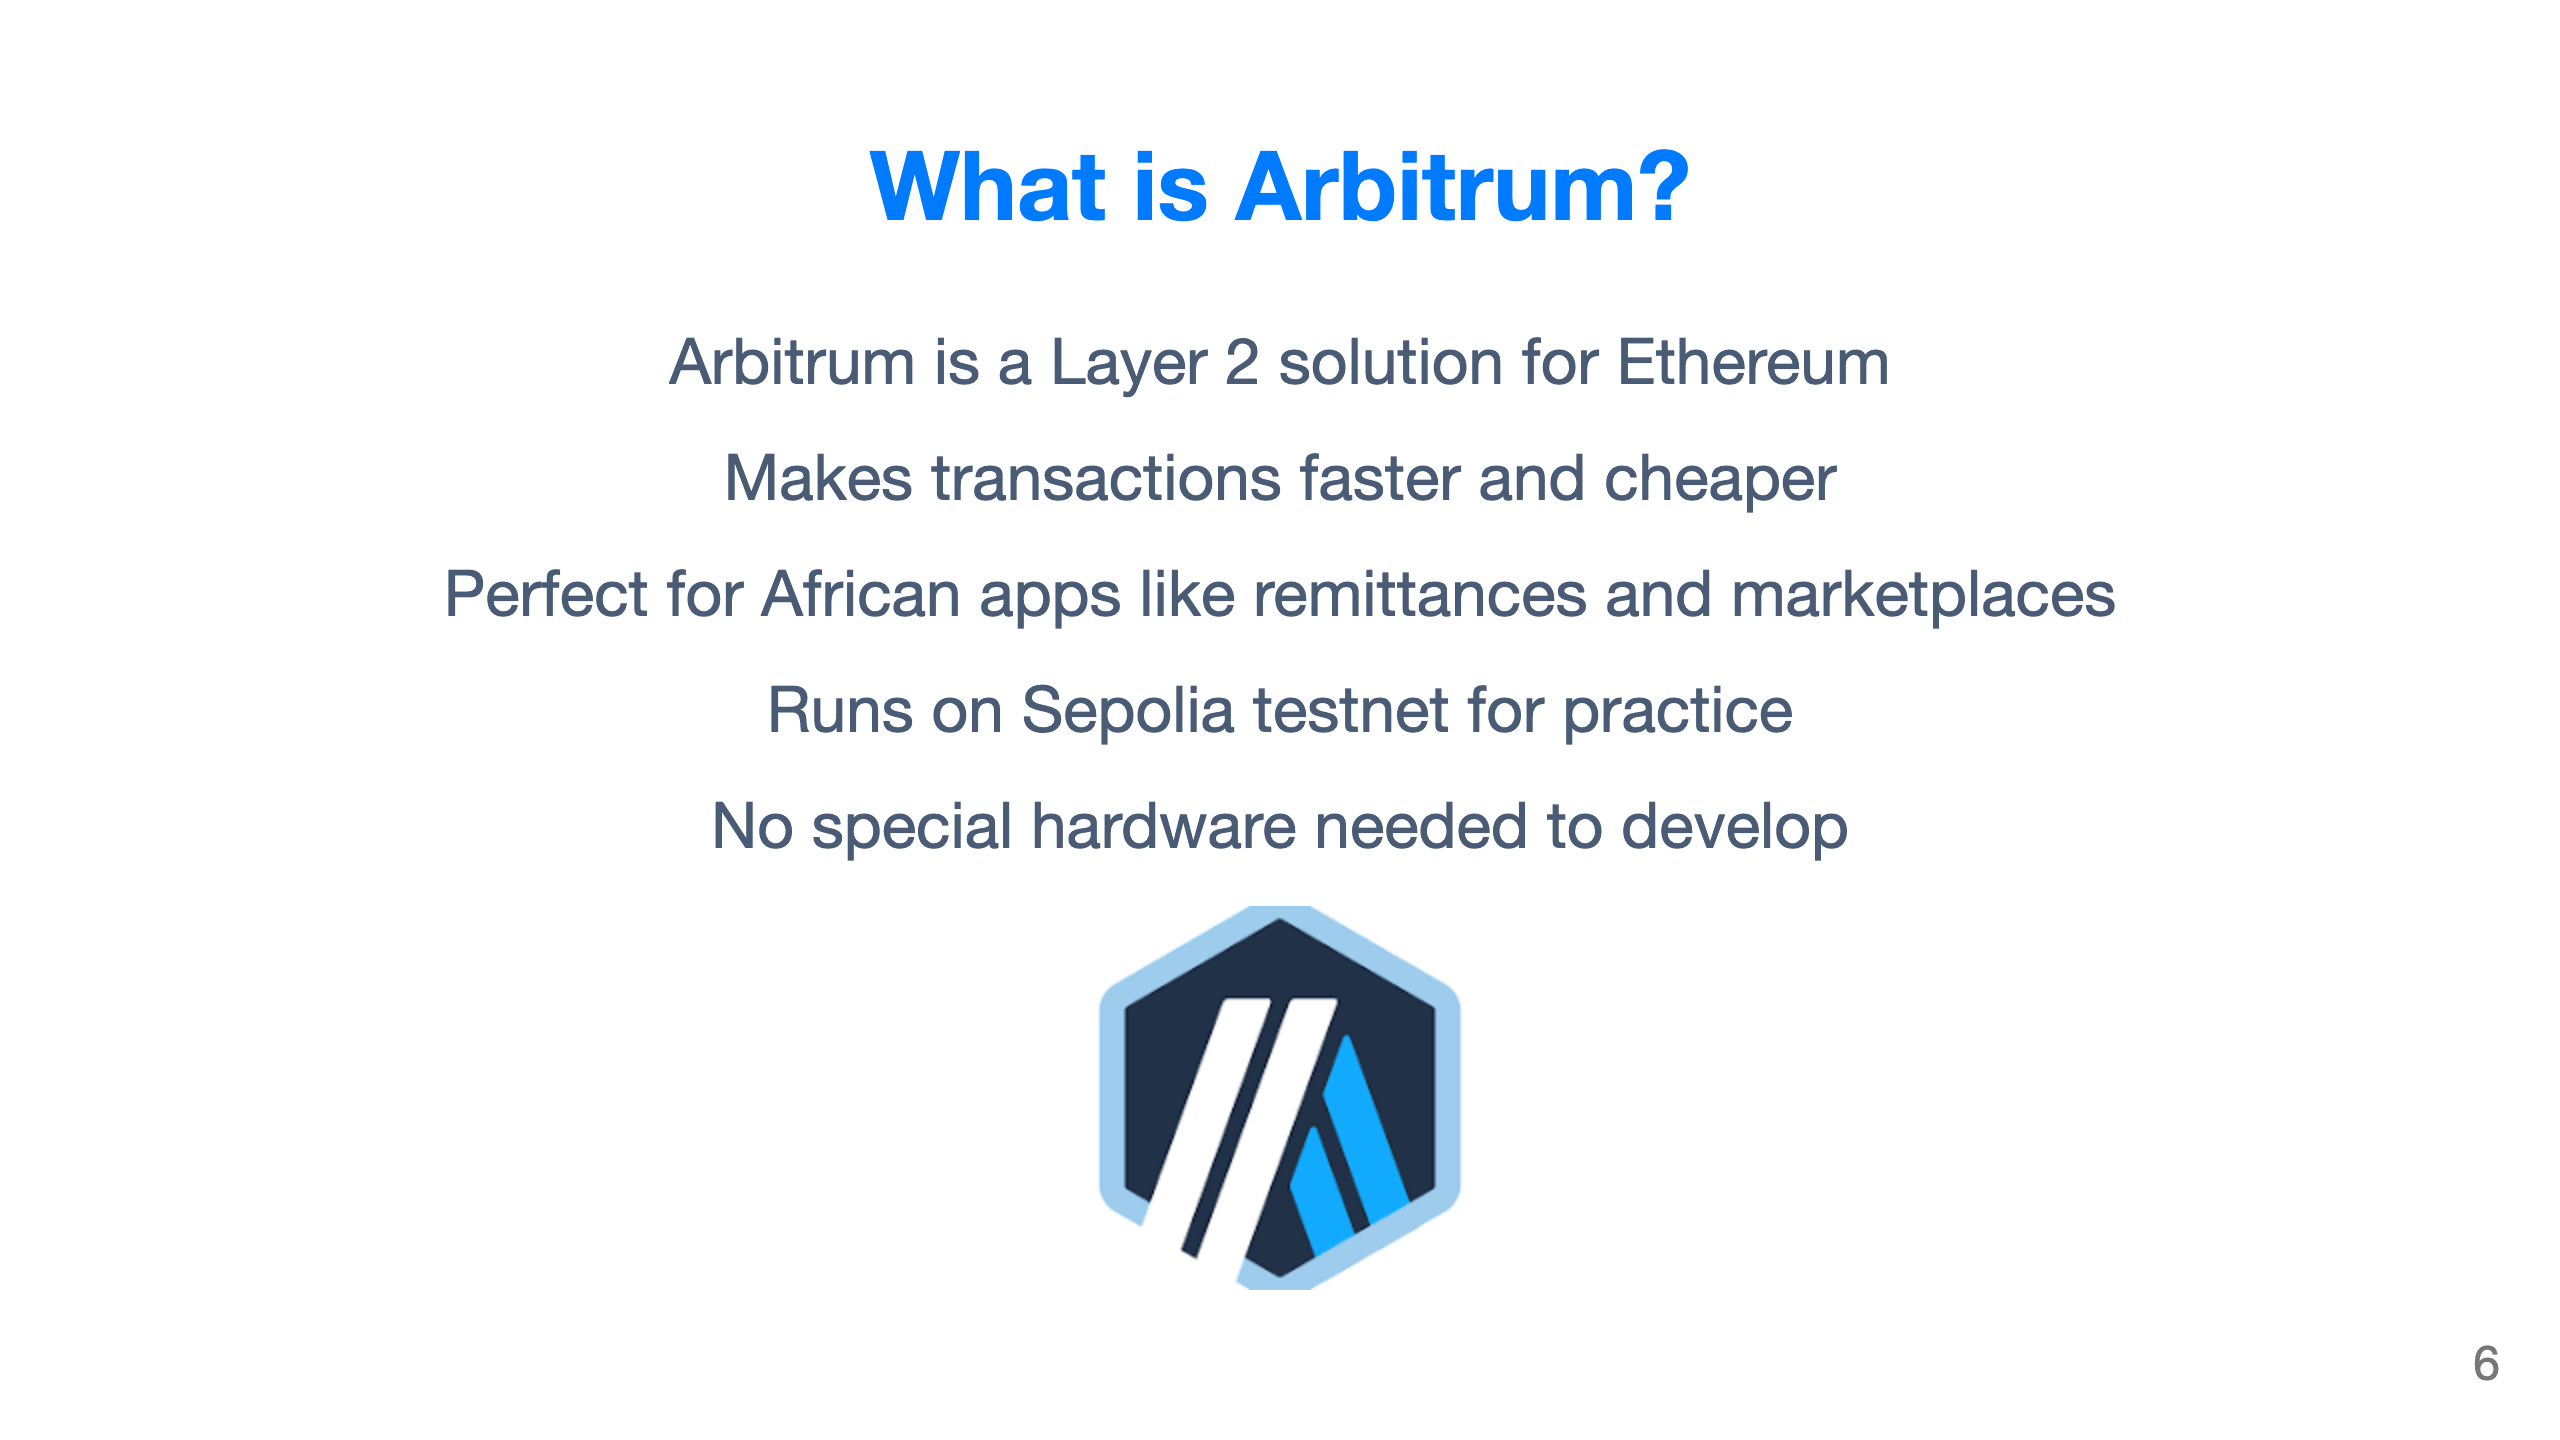 What is Arbitrum?
Arbitrum is a Layer 2 solution for Ethereum
Makes transactions faster and cheaper
Perfect for African apps like remittances and marketplaces
Runs on Sepolia testnet for practice
No special hardware needed to develop
6